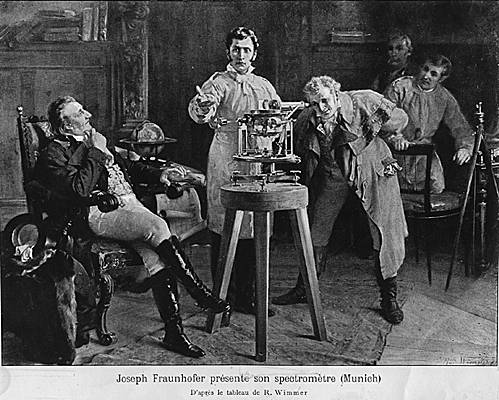 Joseph Fraunhofer présente son spectromètre (Munich)
D'après le tableau de R. Wimmer